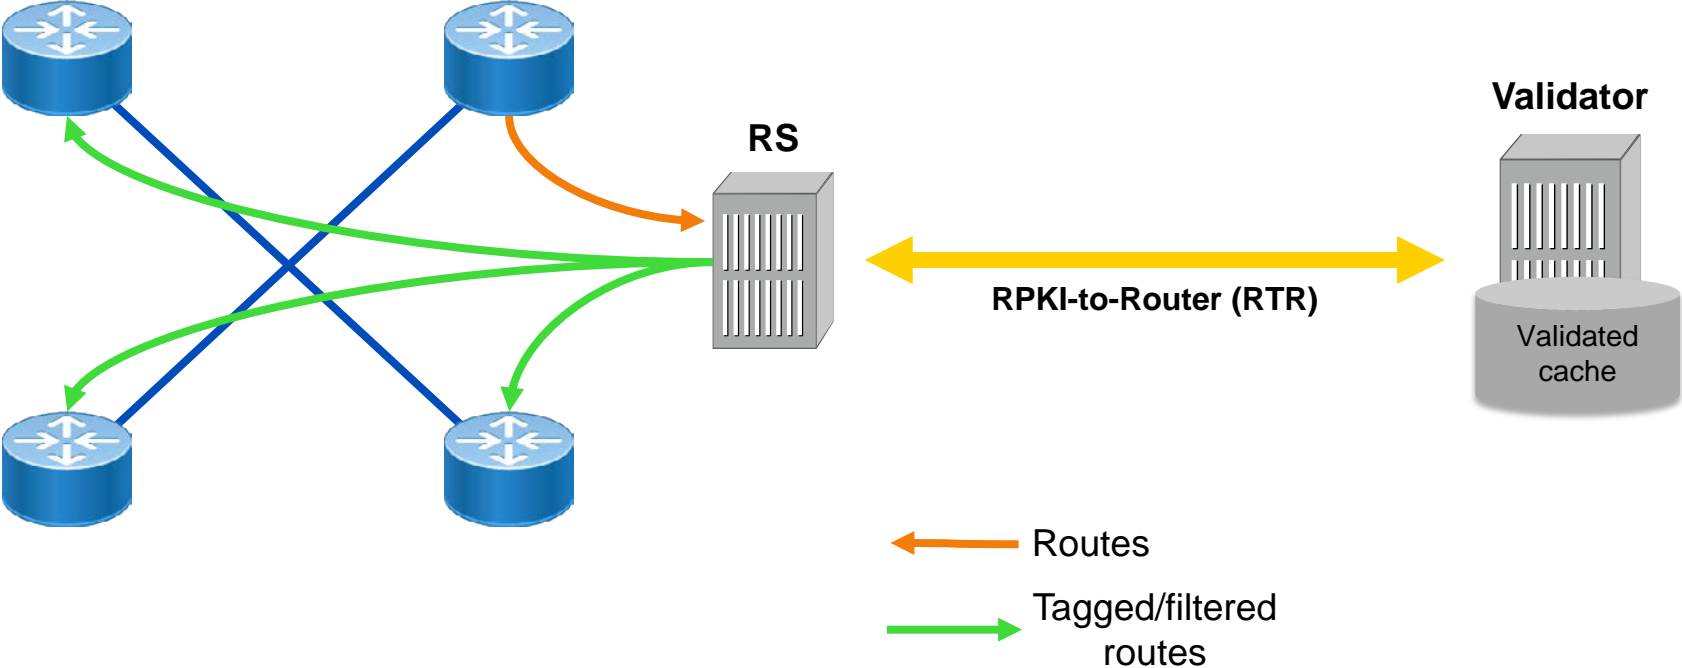 Validator
RS
RPKI-to-Router (RTR)
Validated
cache
Routes
Tagged/filtered
routes